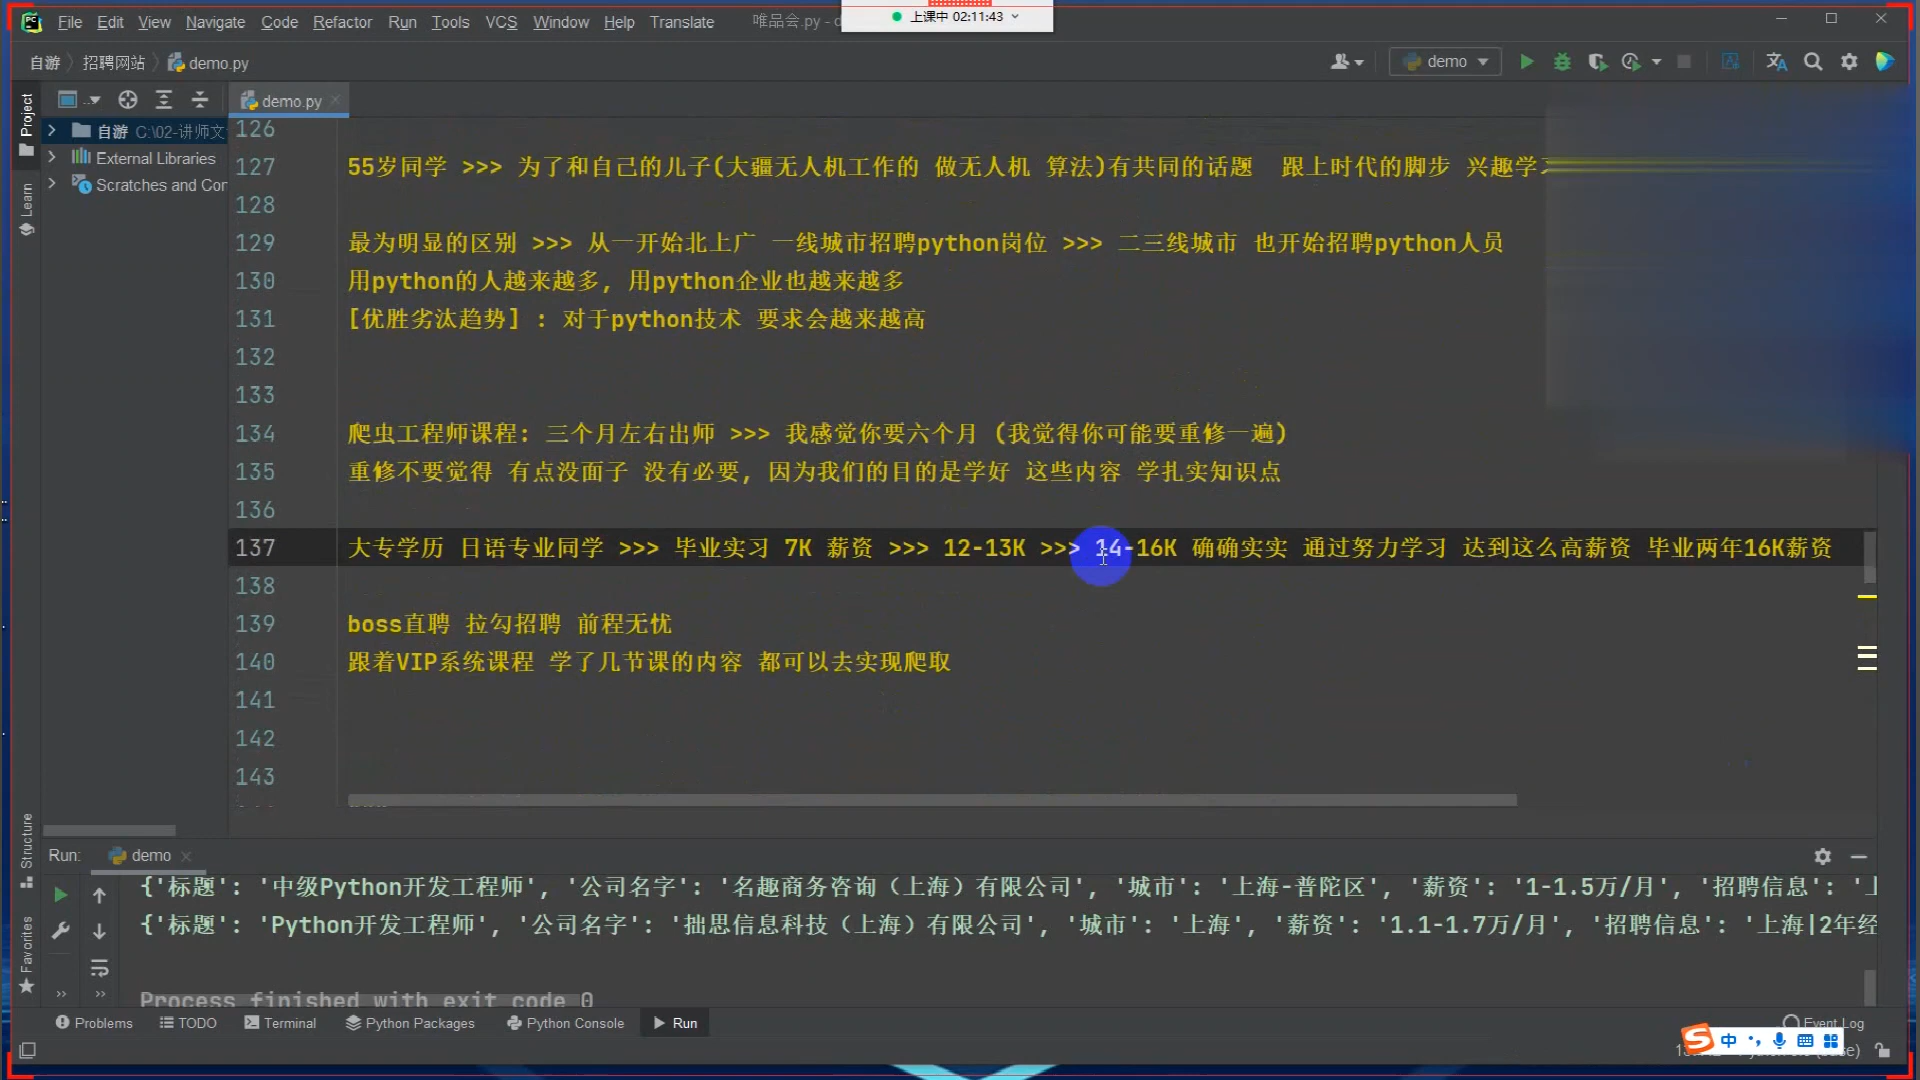 File Edit View Navigate Code Refactor Run Tools VCS Window Help Translate 唯品会.py - d
上课中 02:11:43
自游 招聘网站 demo.py
demo
Project
Learn
Structure
Favorites
自游 C:\02-讲师文
External Libraries
Scratches and Con
demo.py
126
127 55岁同学 >>> 为了和自己的儿子(大疆无人机工作的 做无人机 算法)有共同的话题 跟上时代的脚步 兴趣学
128
129 最为明显的区别 >>> 从一开始北上广 一线城市招聘python岗位 >>> 二三线城市 也开始招聘python人员
130 用python的人越来越多, 用python企业也越来越多
131 [优胜劣汰趋势] : 对于python技术 要求会越来越高
132
133
134 爬虫工程师课程: 三个月左右出师 >>> 我感觉你要六个月 (我觉得你可能要重修一遍)
135 重修不要觉得 有点没面子 没有必要, 因为我们的目的是学好 这些内容 学扎实知识点
136
137 大专学历 日语专业同学 >>> 毕业实习 7K 薪资 >>> 12-13K >>> 14-16K 确确实实 通过努力学习 达到这么高薪资 毕业两年16K薪资
138
139 boss直聘 拉勾招聘 前程无忧
140 跟着VIP系统课程 学了几节课的内容 都可以去实现爬取
141
142
143
Run: demo
{'标题': '中级Python开发工程师', '公司名字': '名趣商务咨询（上海）有限公司', '城市': '上海-普陀区', '薪资': '1-1.5万/月', '招聘信息': '上
{'标题': 'Python开发工程师', '公司名字': '拙思信息科技（上海）有限公司', '城市': '上海', '薪资': '1.1-1.7万/月', '招聘信息': '上海|2年经
Process finished with exit code 0
Problems TODO Terminal Python Packages Python Console Run Event Log
中